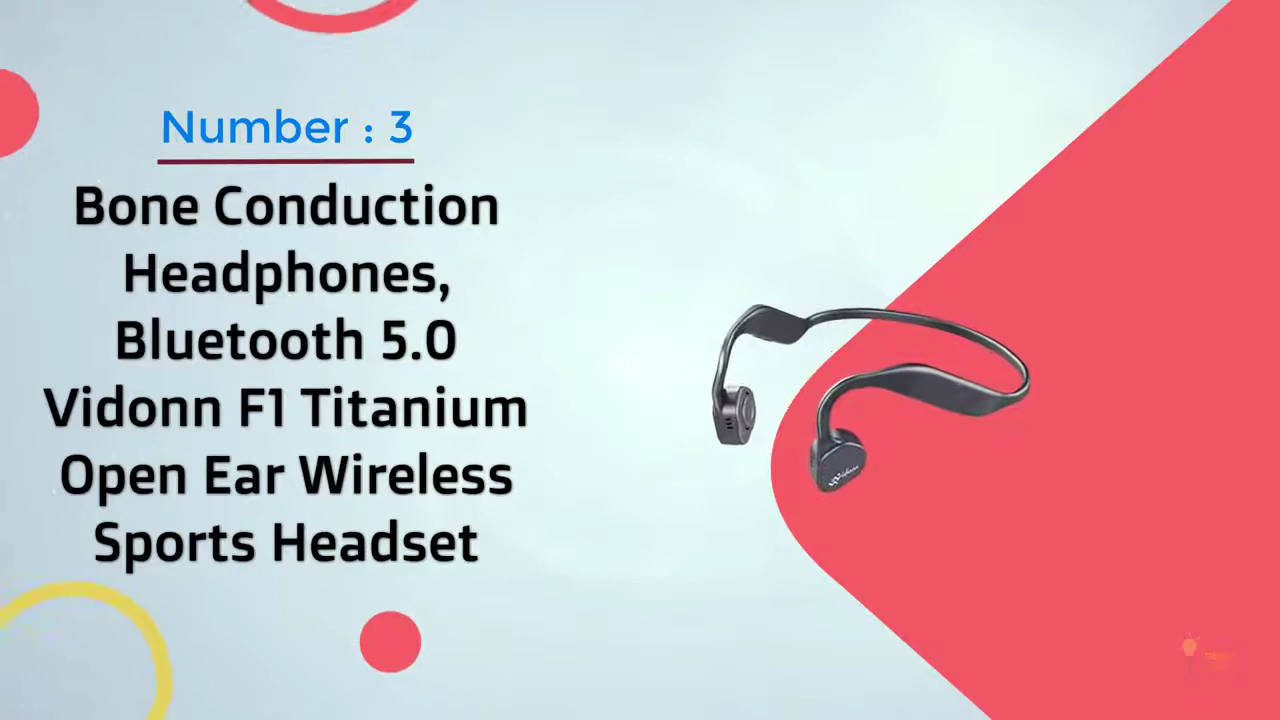 Number : 3
Bone Conduction
Headphones,
Bluetooth 5.0
Vidonn F1 Titanium
Open Ear Wireless
Sports Headset